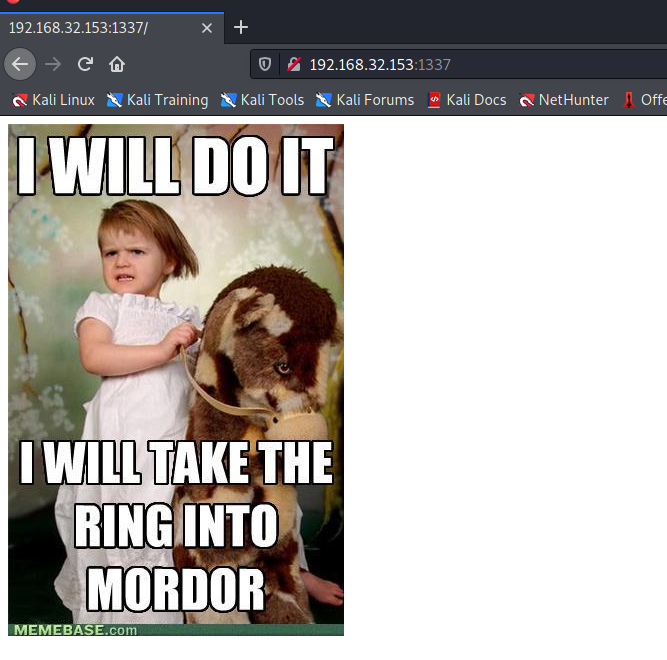 192.168.32.153:1337/
192.168.32.153:1337
Kali Linux Kali Training Kali Tools Kali Forums Kali Docs NetHunter Offe
I WILL DO IT
I WILL TAKE THE
RING INTO
MORDOR
MEMEBASE.com